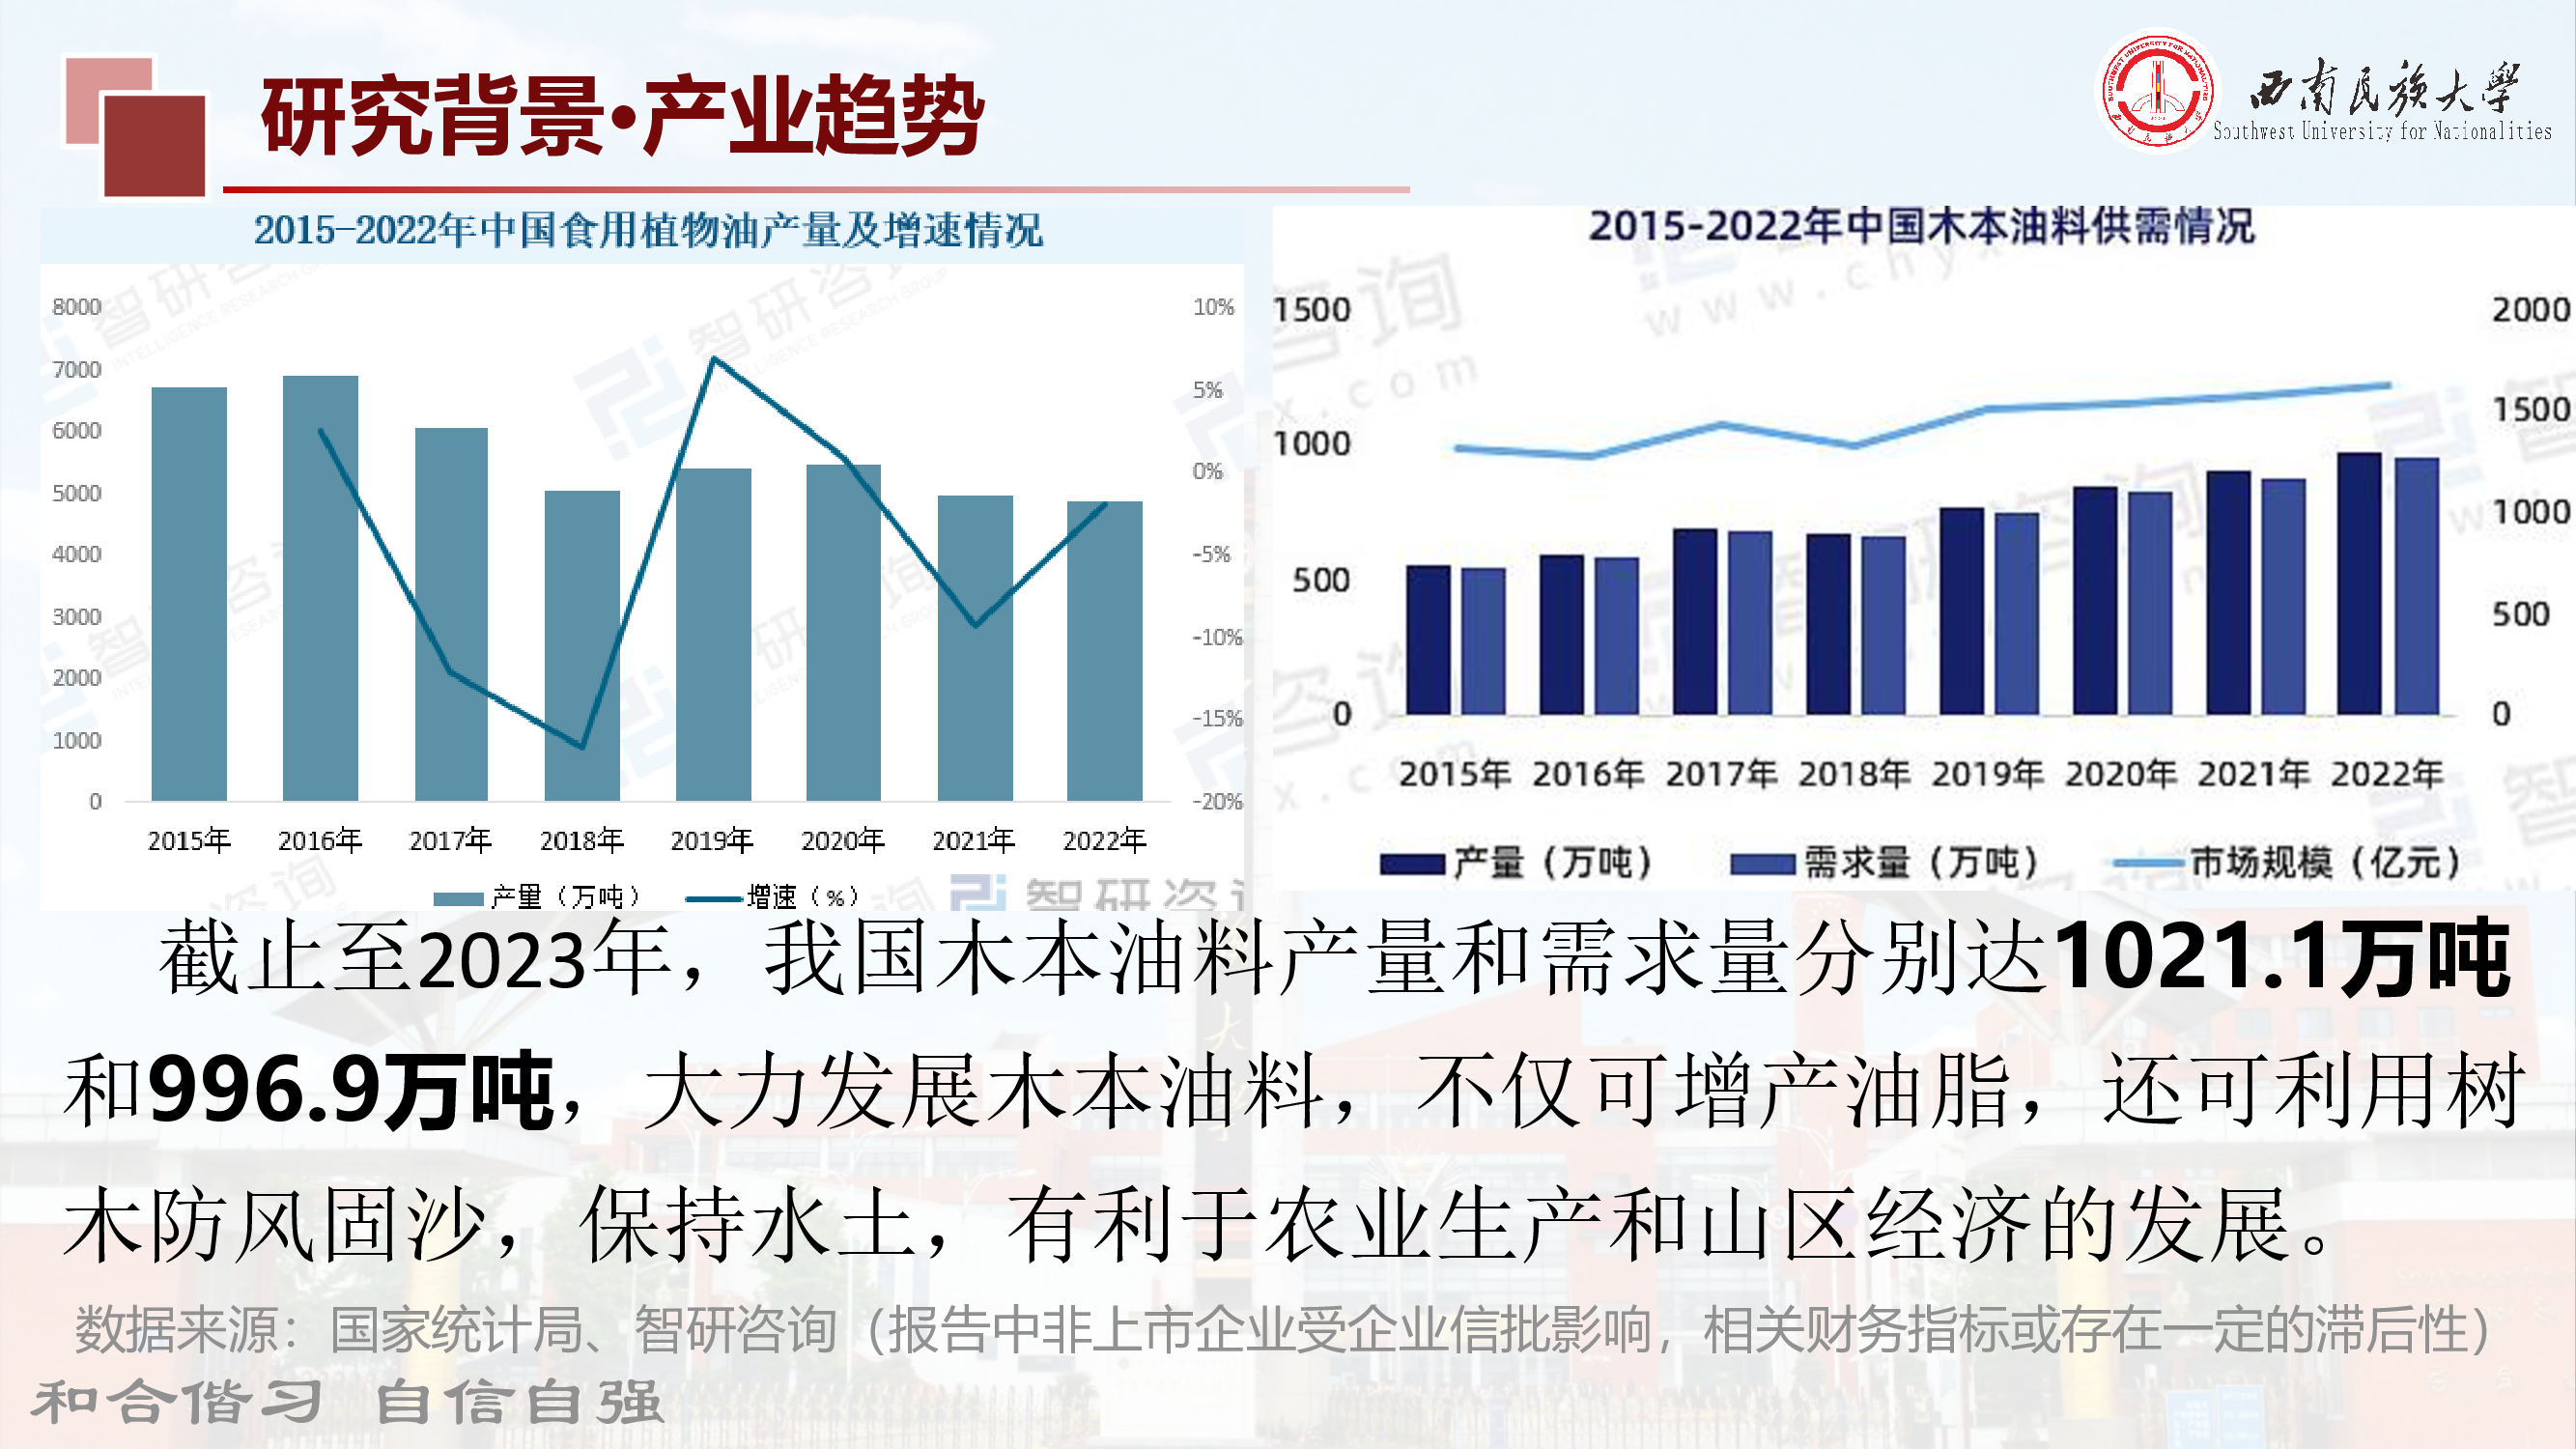 研究背景·产业趋势
西南民族大学
Southwest University for Nationalities
2015-2022年中国食用植物油产量及增速情况
8000
7000
6000
5000
4000
3000
2000
1000
0
10%
5%
0%
-5%
-10%
-15%
-20%
2015年 2016年 2017年 2018年 2019年 2020年 2021年 2022年
产量（万吨） 增速（%）
智研咨询
2015-2022年中国木本油料供需情况
1500
1000
500
0
2000
1500
1000
500
0
2015年 2016年 2017年 2018年 2019年 2020年 2021年 2022年
产量（万吨） 需求量（万吨） 市场规模（亿元）
截止至2023年，我国木本油料产量和需求量分别达1021.1万吨
和996.9万吨，大力发展木本油料，不仅可增产油脂，还可利用树
木防风固沙，保持水土，有利于农业生产和山区经济的发展。
数据来源：国家统计局、智研咨询（报告中非上市企业受企业信批影响，相关财务指标或存在一定的滞后性）
和合偕习 自信自强